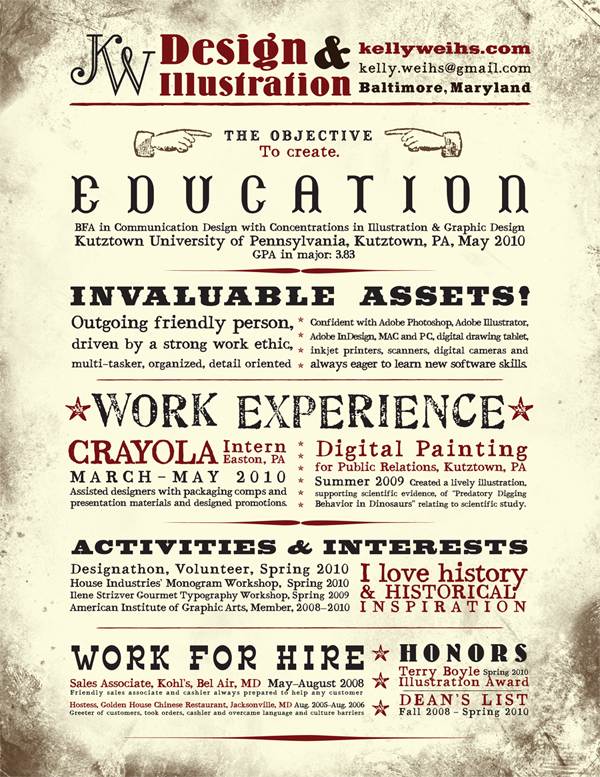 KW
Design &
Illustration
kellyweihs.com
kelly.weihs@gmail.com
Baltimore, Maryland
THE OBJECTIVE
To create.
EDUCATION
BFA in Communication Design with Concentrations in Illustration & Graphic Design
Kutztown University of Pennsylvania, Kutztown, PA, May 2010
GPA in major: 3.83
INVALUABLE ASSETS!
Outgoing friendly person,
driven by a strong work ethic,
multi-tasker, organized, detail oriented
Confident with Adobe Photoshop, Adobe Illustrator,
Adobe InDesign, MAC and PC, digital drawing tablet,
inkjet printers, scanners, digital cameras and
always eager to learn new software skills.
WORK EXPERIENCE
CRAYOLA Intern
Easton, PA
MARCH – MAY 2010
Assisted designers with packaging comps and
presentation materials and designed promotions.
Digital Painting
for Public Relations, Kutztown, PA
Summer 2009 Created a lively illustration,
supporting scientific evidence, of "Predatory Digging
Behavior in Dinosaurs" relating to scientific study.
ACTIVITIES & INTERESTS
Designathon, Volunteer, Spring 2010
House Industries' Monogram Workshop, Spring 2010
Ilene Strizver Gourmet Typography Workshop, Spring 2009
American Institute of Graphic Arts, Member, 2008–2010
I love history
& HISTORICAL
INSPIRATION
WORK FOR HIRE
Sales Associate, Kohl's, Bel Air, MD May–August 2008
Friendly sales associate and cashier always prepared to help any customer
Hostess, Golden House Chinese Restaurant, Jacksonville, MD Aug. 2005–Aug. 2006
Greeter of customers, took orders, cashier and overcame language and culture barriers
HONORS
Terry Boyle Spring 2010
Illustration Award
DEAN'S LIST
Fall 2008 – Spring 2010